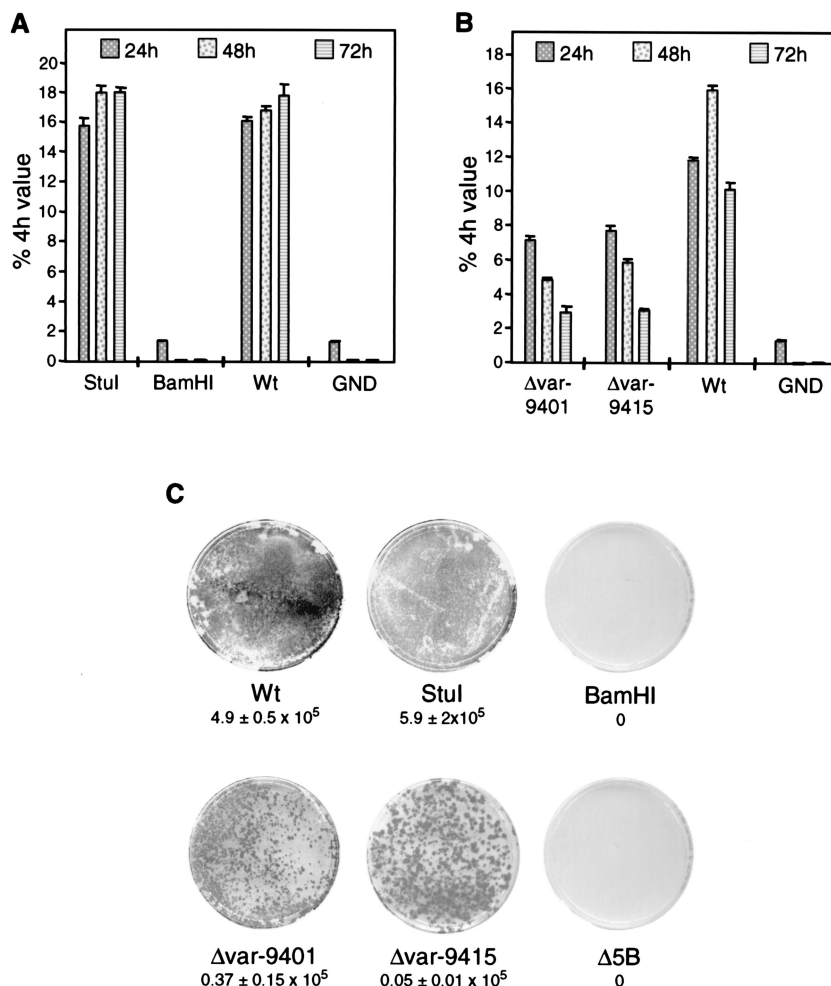 A
24h 48h 72h
% 4h value
20
18
16
14
12
10
8
6
4
2
0
StuI BamHI Wt GND
B
24h 48h 72h
% 4h value
18
16
14
12
10
8
6
4
2
0
Δvar-9401 Δvar-9415 Wt GND
C
Wt StuI BamHI
4.9 ± 0.5 x 10⁵ 5.9 ± 2x10⁵ 0
Δvar-9401 Δvar-9415 Δ5B
0.37 ± 0.15 x 10⁵ 0.05 ± 0.01 x 10⁵ 0